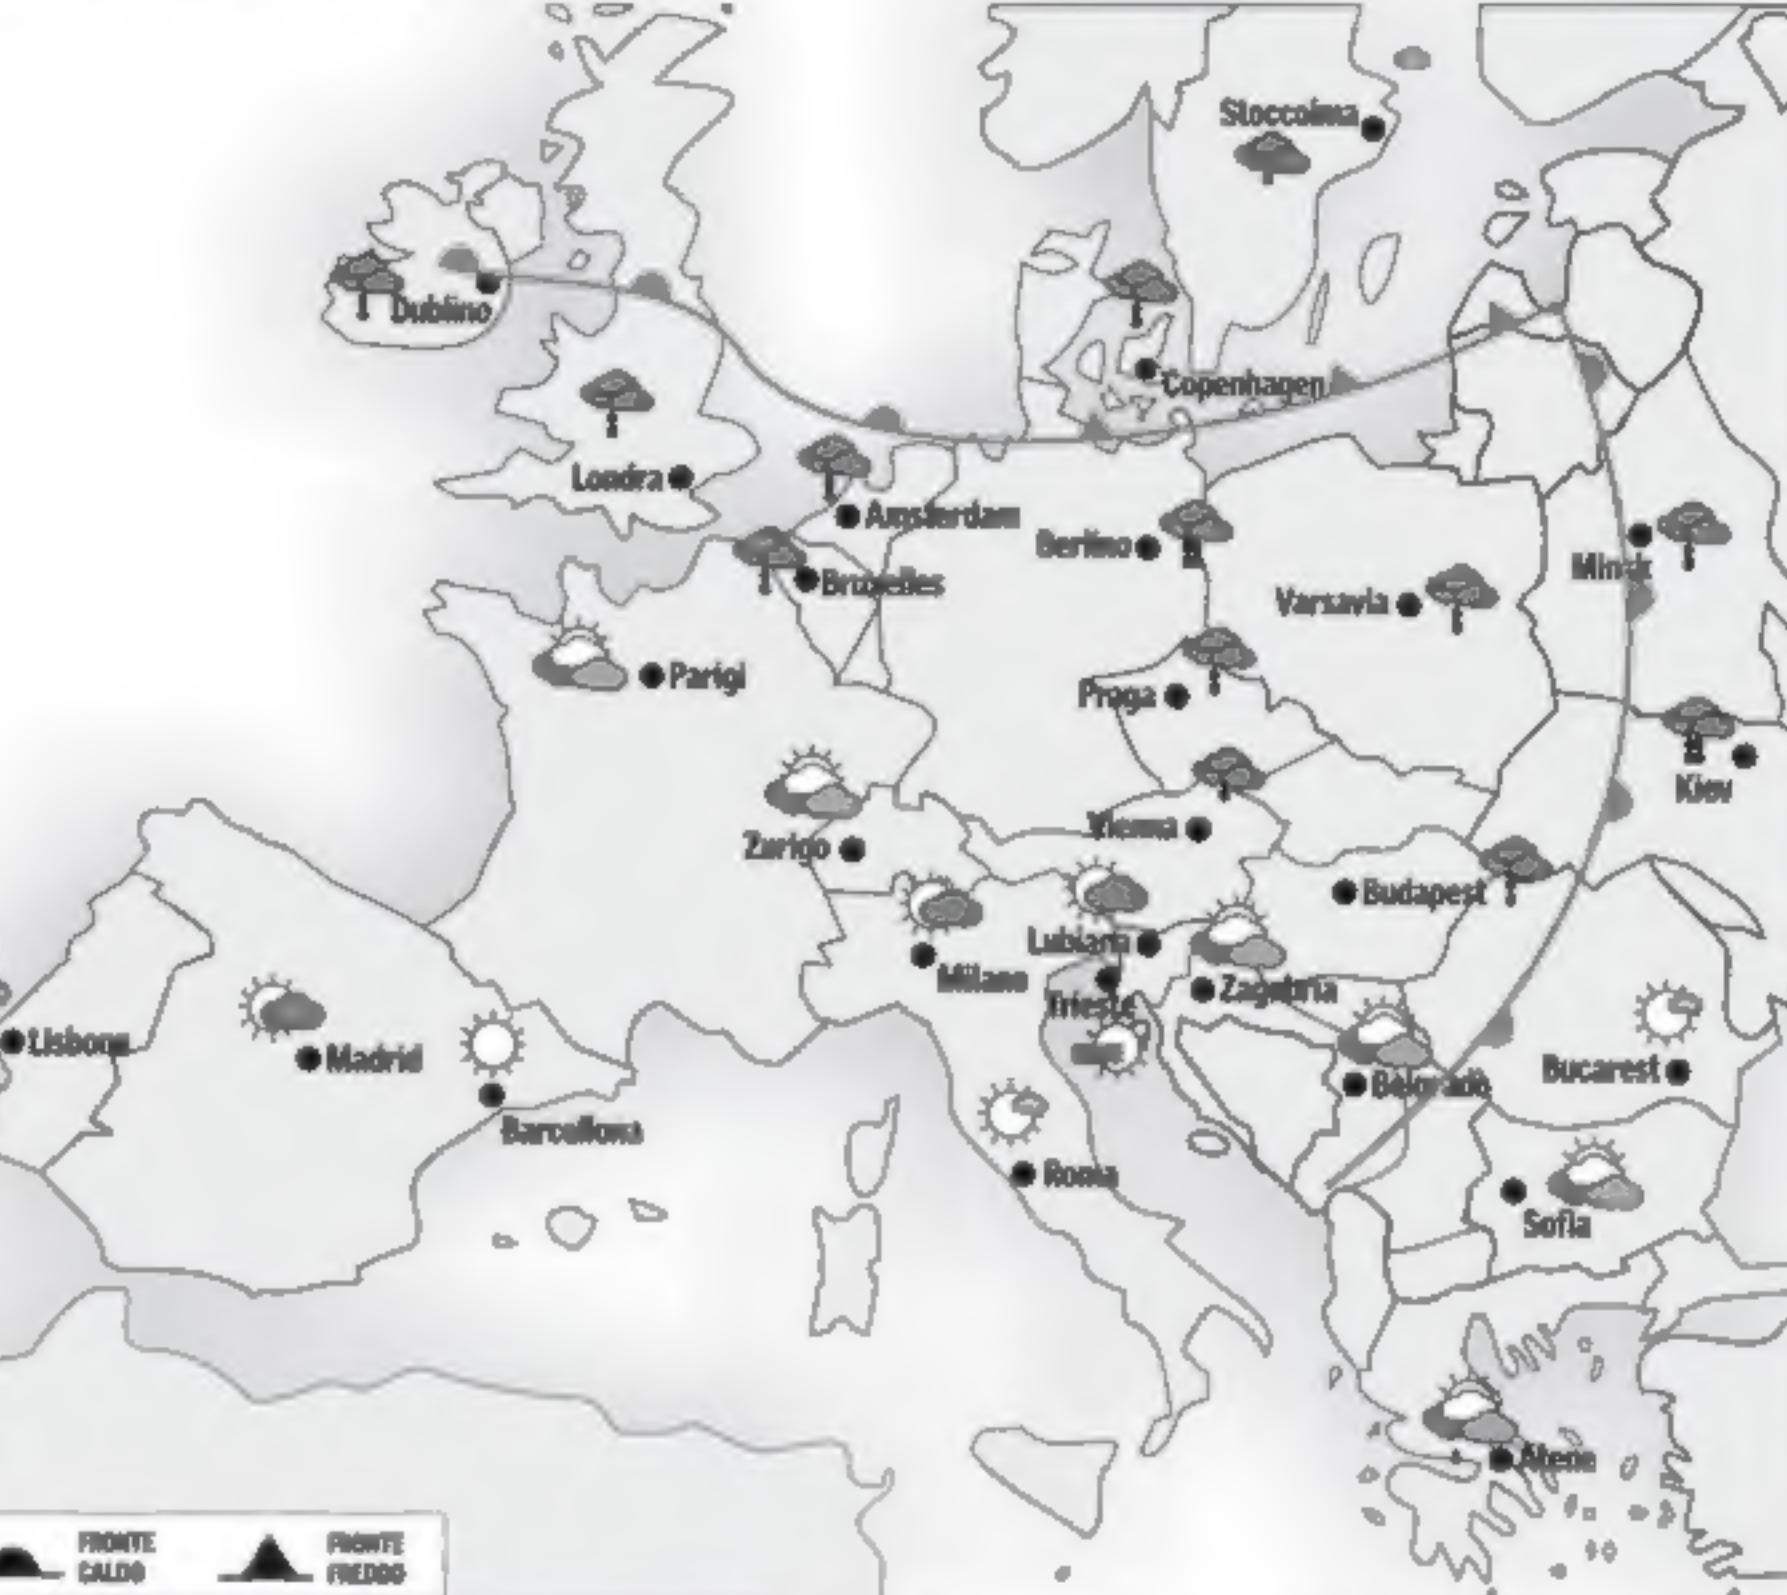 Stoccolma
Dublino
Copenhagen
Londra
Amsterdam
Berlino
Bruxelles
Minsk
Varsavia
Parigi
Praga
Kiev
Vienna
Zurigo
Budapest
Lubiana
Milano
Zagabria
Trieste
Lisbona
Madrid
Bucarest
Belgrado
Barcellona
Roma
Sofia
Atene
FRONTE
CALDO
FRONTE
FREDDO